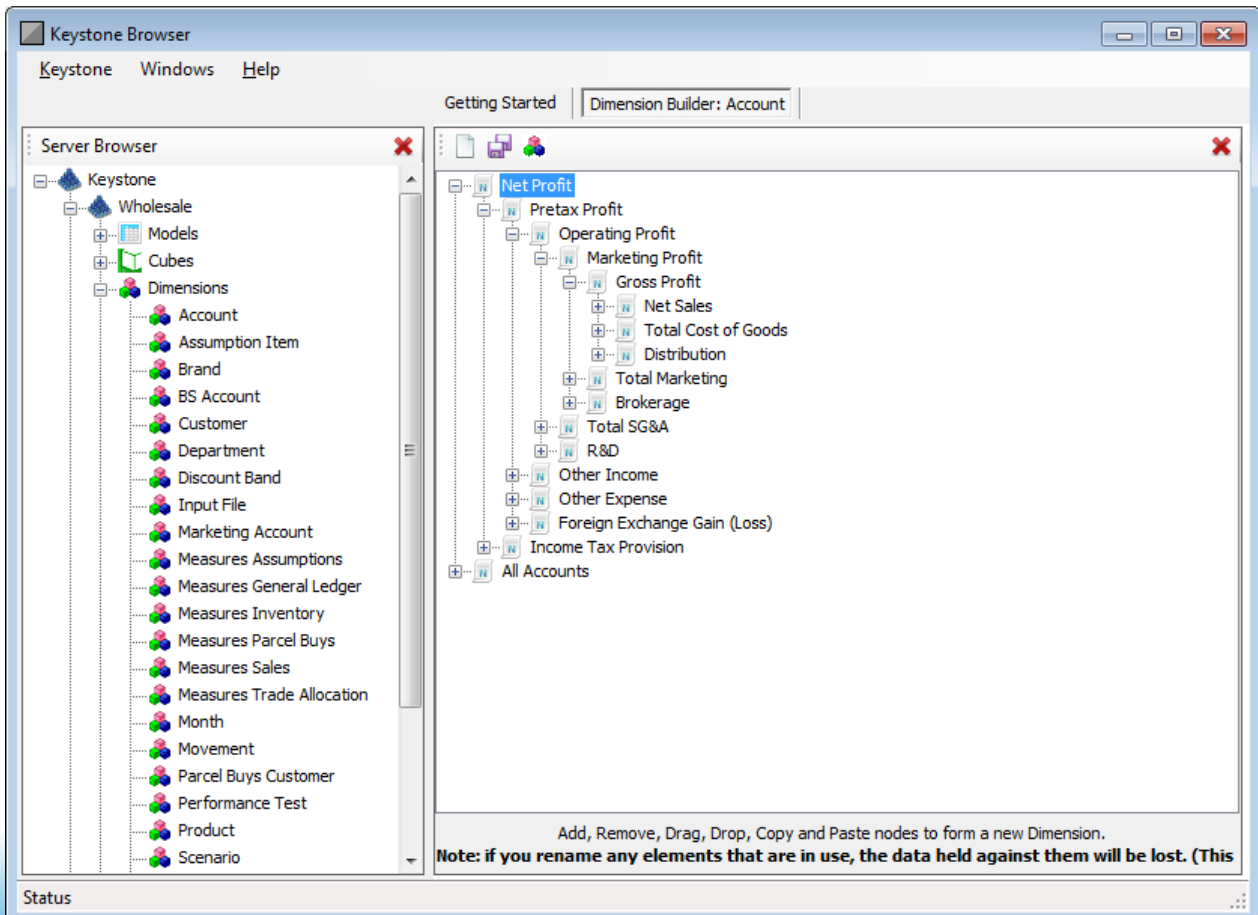 Keystone Browser
Keystone Windows Help
Getting Started Dimension Builder: Account
Server Browser
Keystone
Wholesale
Models
Cubes
Dimensions
Account
Assumption Item
Brand
BS Account
Customer
Department
Discount Band
Input File
Marketing Account
Measures Assumptions
Measures General Ledger
Measures Inventory
Measures Parcel Buys
Measures Sales
Measures Trade Allocation
Month
Movement
Parcel Buys Customer
Performance Test
Product
Scenario
N Net Profit
N Pretax Profit
N Operating Profit
N Marketing Profit
N Gross Profit
N Net Sales
N Total Cost of Goods
N Distribution
N Total Marketing
N Brokerage
N Total SG&A
N R&D
N Other Income
N Other Expense
N Foreign Exchange Gain (Loss)
N Income Tax Provision
N All Accounts
Add, Remove, Drag, Drop, Copy and Paste nodes to form a new Dimension.
Note: if you rename any elements that are in use, the data held against them will be lost. (This
Status